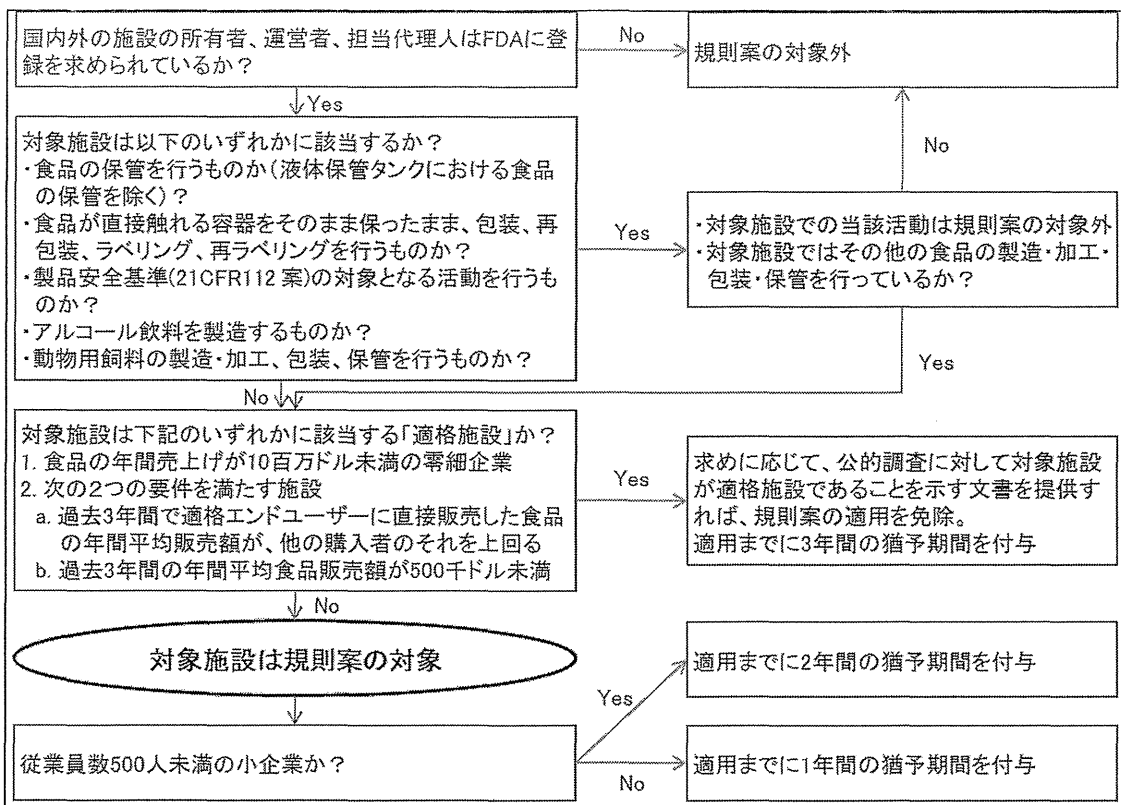 国内外の施設の所有者、運営者、担当代理人はFDAに登
録を求められているか？
No
規則案の対象外
Yes
対象施設は以下のいずれかに該当するか？
・食品の保管を行うものか（液体保管タンクにおける食品
の保管を除く）？
・食品が直接触れる容器をそのまま保ったまま、包装、再
包装、ラベリング、再ラベリングを行うものか？
・製品安全基準(21CFR112 案)の対象となる活動を行うも
のか？
・アルコール飲料を製造するものか？
・動物用飼料の製造・加工、包装、保管を行うものか？
No
Yes
・対象施設での当該活動は規則案の対象外
・対象施設ではその他の食品の製造・加工・
包装・保管を行っているか？
Yes
No
対象施設は下記のいずれかに該当する「適格施設」か？
1. 食品の年間売上げが10百万ドル未満の零細企業
2. 次の２つの要件を満たす施設
a. 過去3年間で適格エンドユーザーに直接販売した食品
の年間平均販売額が、他の購入者のそれを上回る
b. 過去3年間の年間平均食品販売額が500千ドル未満
Yes
求めに応じて、公的調査に対して対象施設
が適格施設であることを示す文書を提供す
れば、規則案の適用を免除。
適用までに3年間の猶予期間を付与
No
対象施設は規則案の対象
Yes
適用までに2年間の猶予期間を付与
従業員数500人未満の小企業か？
No
適用までに1年間の猶予期間を付与